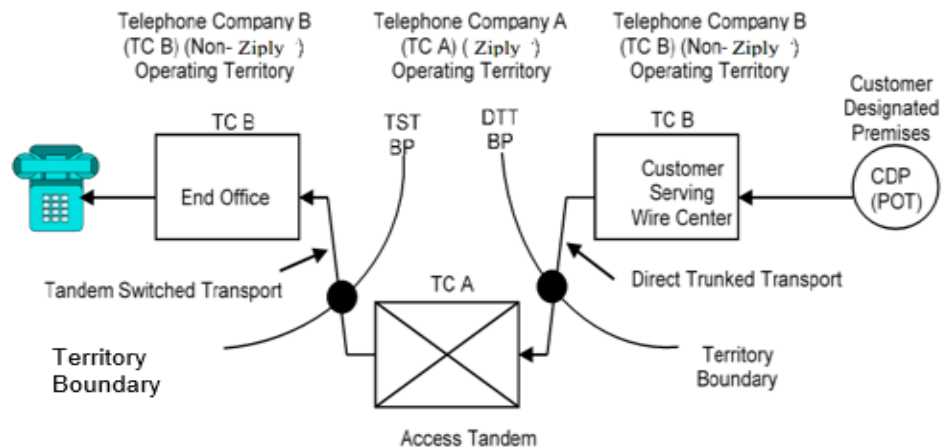 Telephone Company B
(TC B) (Non- Ziply )
Operating Territory
Telephone Company A
(TC A) ( Ziply )
Operating Territory
Telephone Company B
(TC B) (Non- Ziply )
Operating Territory
Customer
Designated
Premises
TC B
TST
BP
DTT
BP
TC B
End Office
Customer
Serving
Wire Center
CDP
(POT)
Tandem Switched Transport
TC A
Direct Trunked Transport
Territory
Boundary
Territory
Boundary
Access Tandem